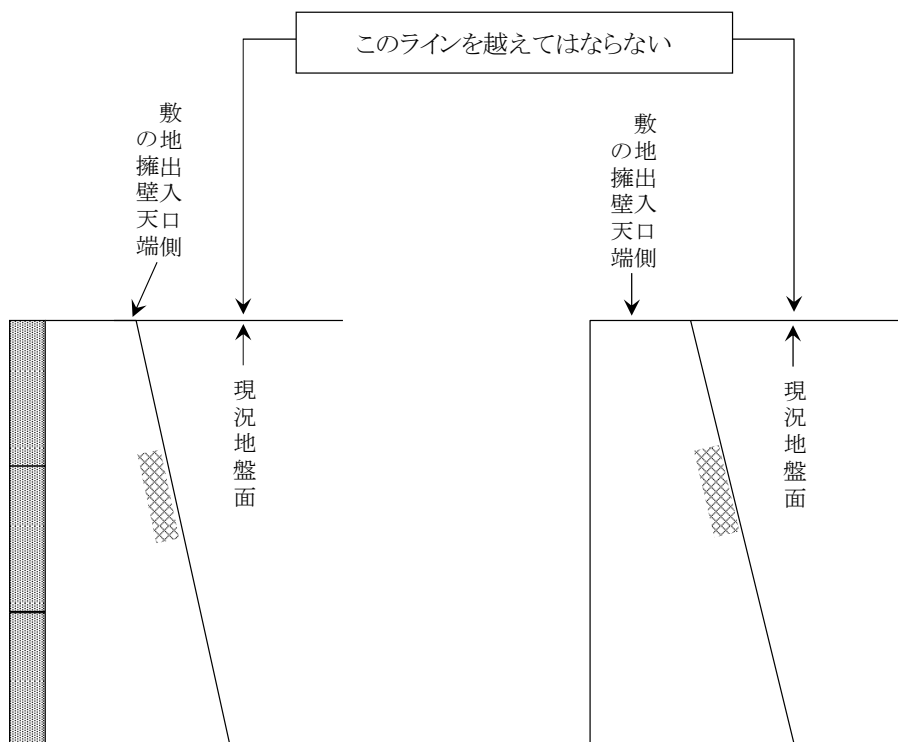 このラインを越えてはならない
敷地出入口側
の擁壁天端
敷地出入口側
の擁壁天端
現況地盤面
現況地盤面